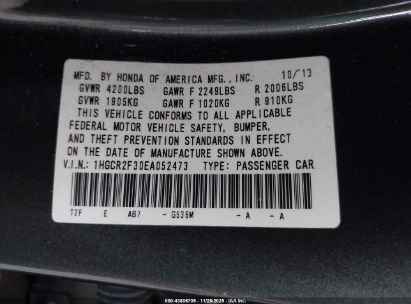 MFD. BY HONDA OF AMERICA MFG., INC. 10/'13
GVWR 4200LBS GAWR F 2249LBS R 2006LBS
GVWR 1905KG GAWR F 1020KG R 910KG
THIS VEHICLE CONFORMS TO ALL APPLICABLE
FEDERAL MOTOR VEHICLE SAFETY, BUMPER,
AND THEFT PREVENTION STANDARDS IN EFFECT
ON THE DATE OF MANUFACTURE SHOWN ABOVE.
V.I.N.: 1HGCR2F30EA052473 TYPE: PASSENGER CAR
T2F E AB7 - G526M - A - A